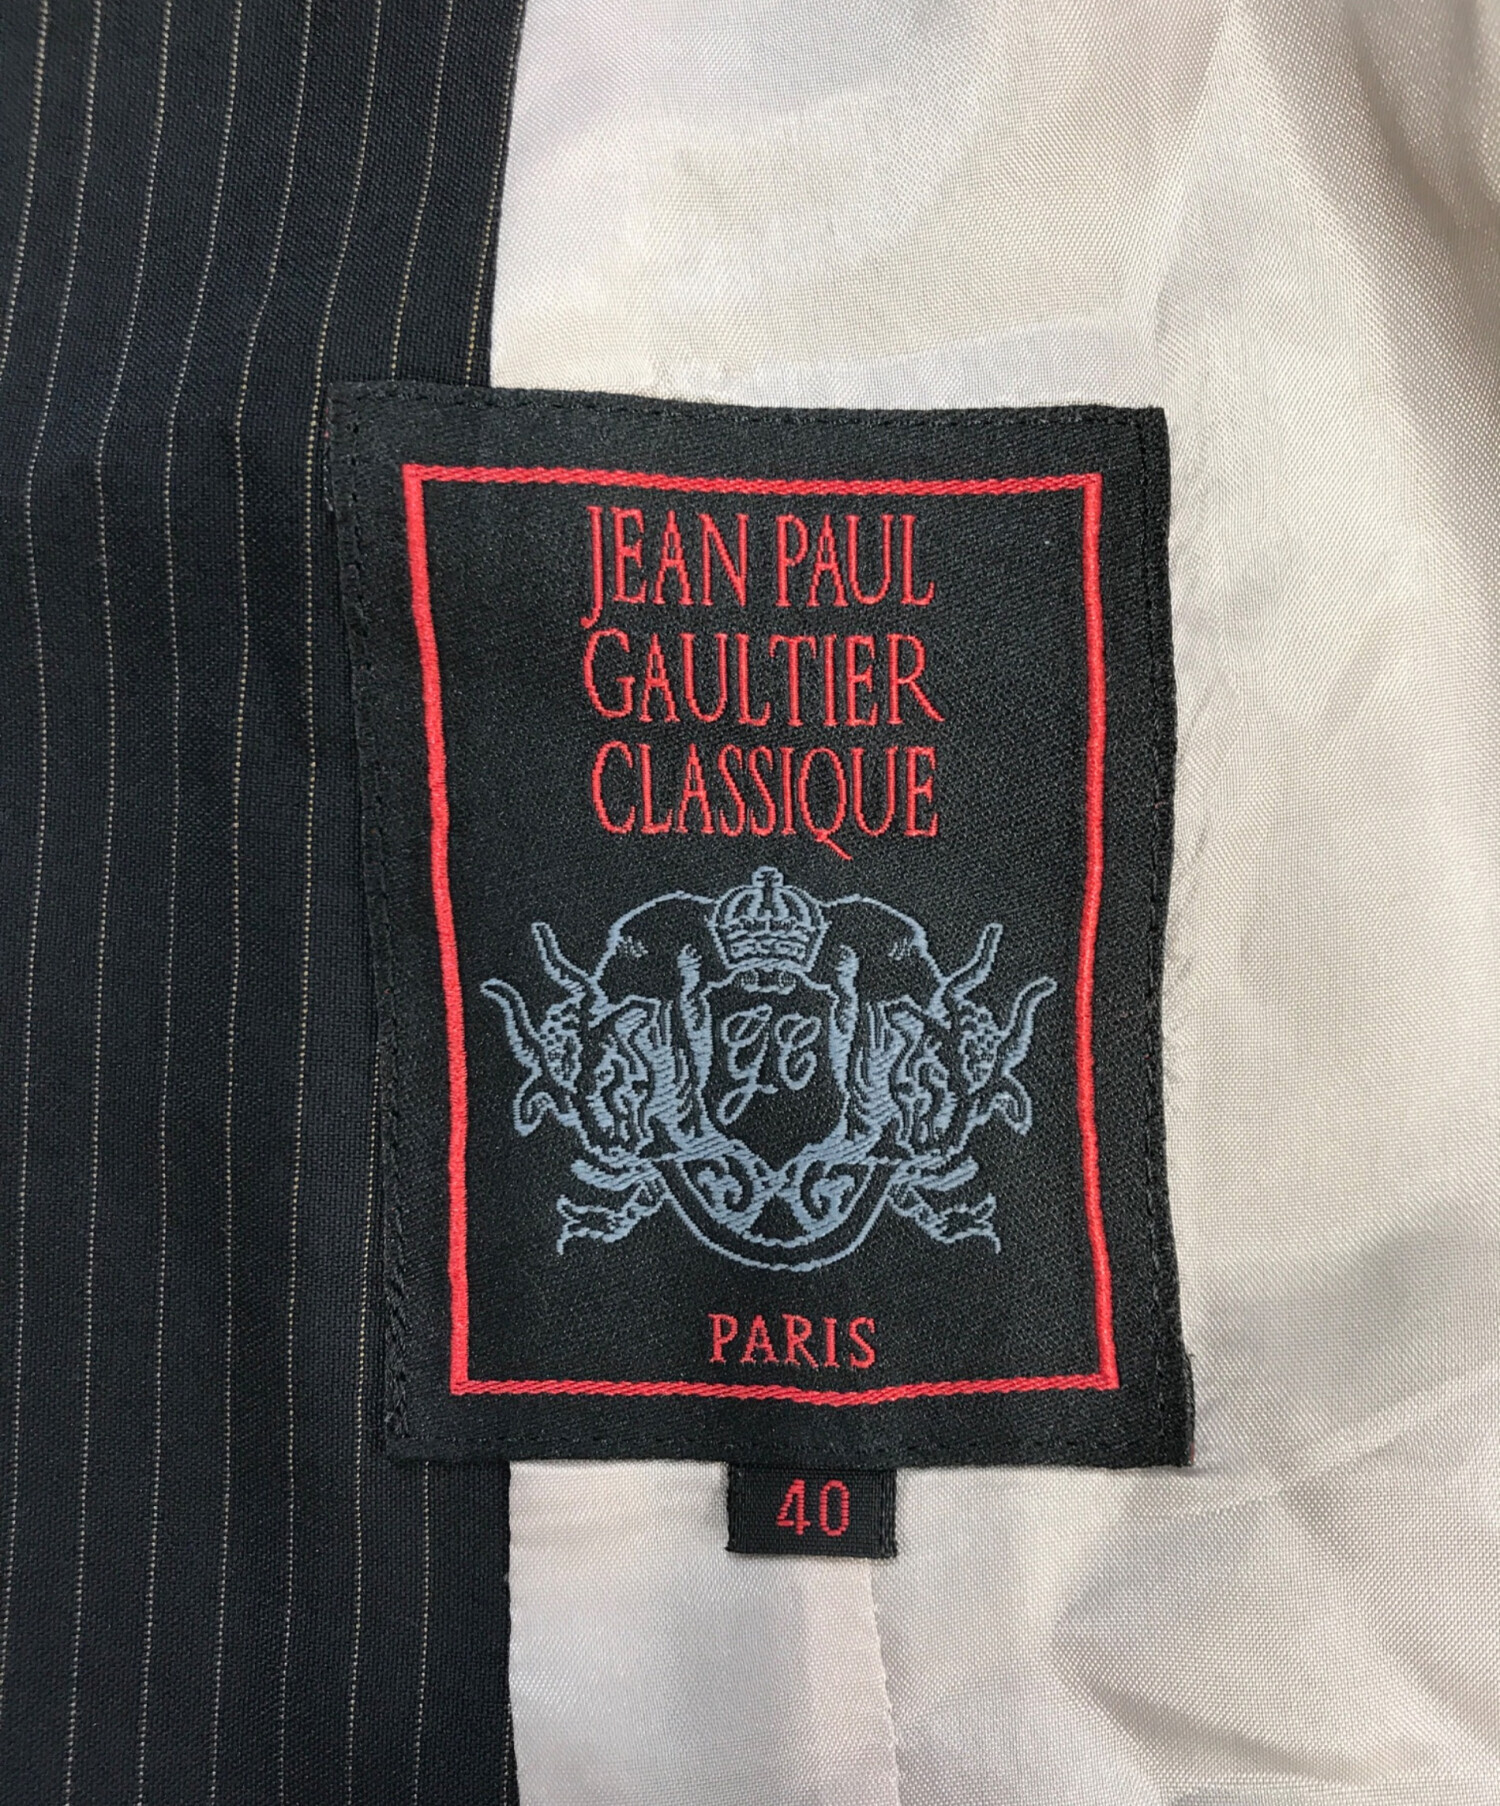 JEAN PAUL
GAULTIER
CLASSIQUE
PARIS
40